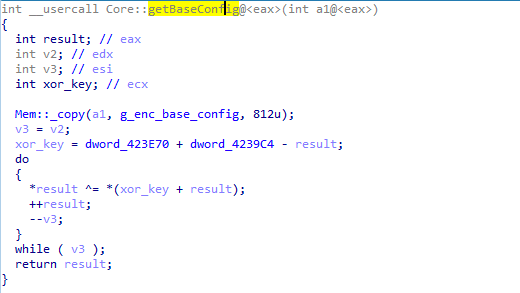 int __usercall Core::getBaseConfig@<eax>(int a1@<eax>)
{
  int result; // eax
  int v2; // edx
  int v3; // esi
  int xor_key; // ecx

  Mem::_copy(a1, g_enc_base_config, 812u);
  v3 = v2;
  xor_key = dword_423E70 + dword_4239C4 - result;
  do
  {
    *result ^= *(xor_key + result);
    ++result;
    --v3;
  }
  while ( v3 );
  return result;
}